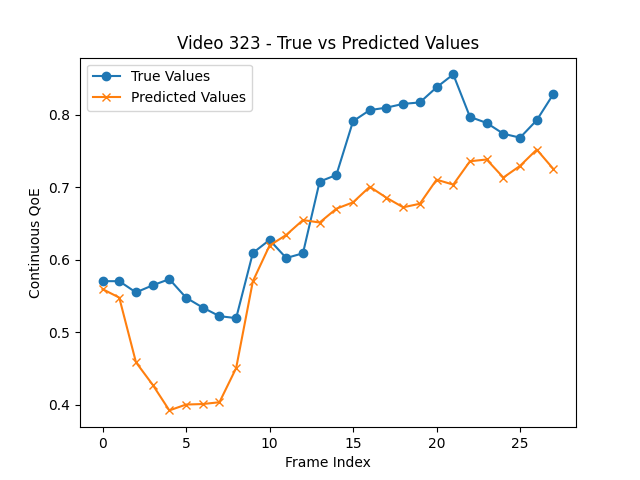 Video 323 - True vs Predicted Values
True Values
Predicted Values
Continuous QoE
0.8
0.7
0.6
0.5
0.4
0
5
10
15
20
25
Frame Index